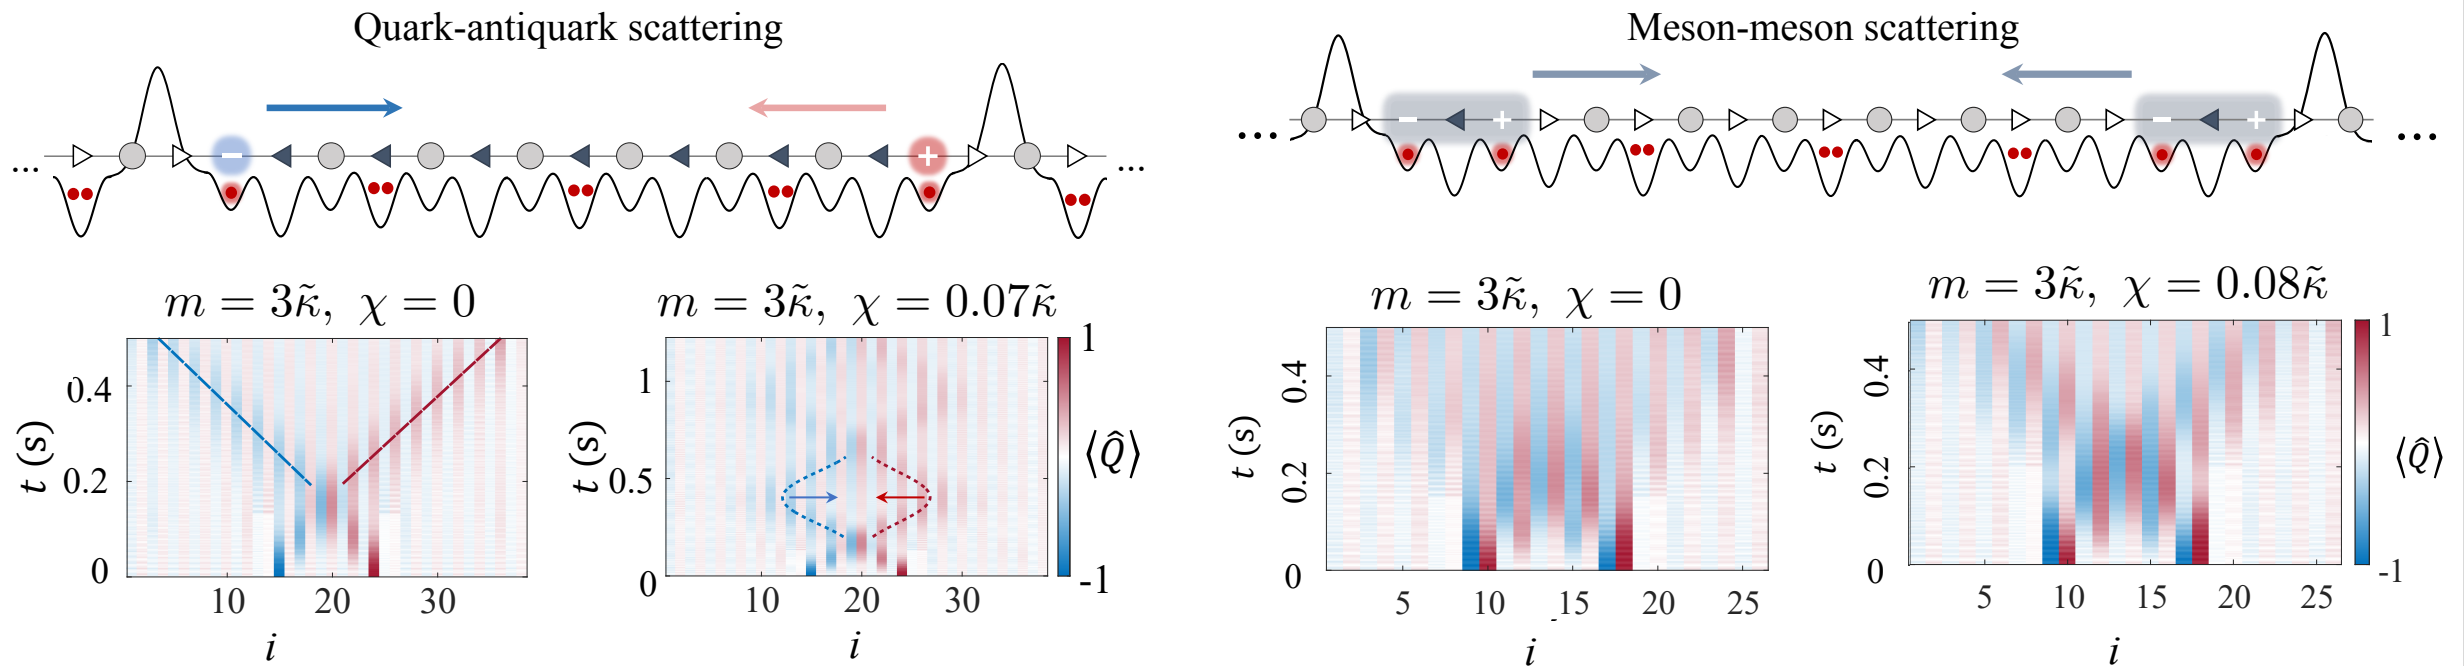 Quark-antiquark scattering
Meson-meson scattering
− +
− + − +
... ...
... ...
m = 3κ̃, χ = 0
m = 3κ̃, χ = 0.07κ̃
m = 3κ̃, χ = 0
m = 3κ̃, χ = 0.08κ̃
t (s)
0.4
0.2
0
10 20 30
i
t (s)
1
0.5
0
10 20 30
i
1
⟨Q̂⟩
-1
t (s)
0.4
0.2
0
5 10 15 20 25
i
t (s)
0.4
0.2
0
5 10 15 20 25
i
1
⟨Q̂⟩
-1